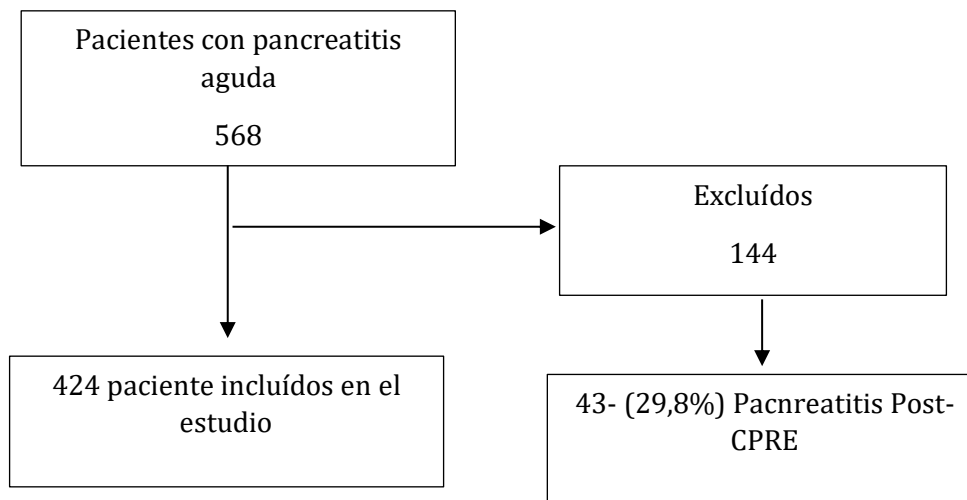 Pacientes con pancreatitis
aguda
568
Excluídos
144
424 paciente incluídos en el
estudio
43- (29,8%) Pacnreatitis Post-
CPRE